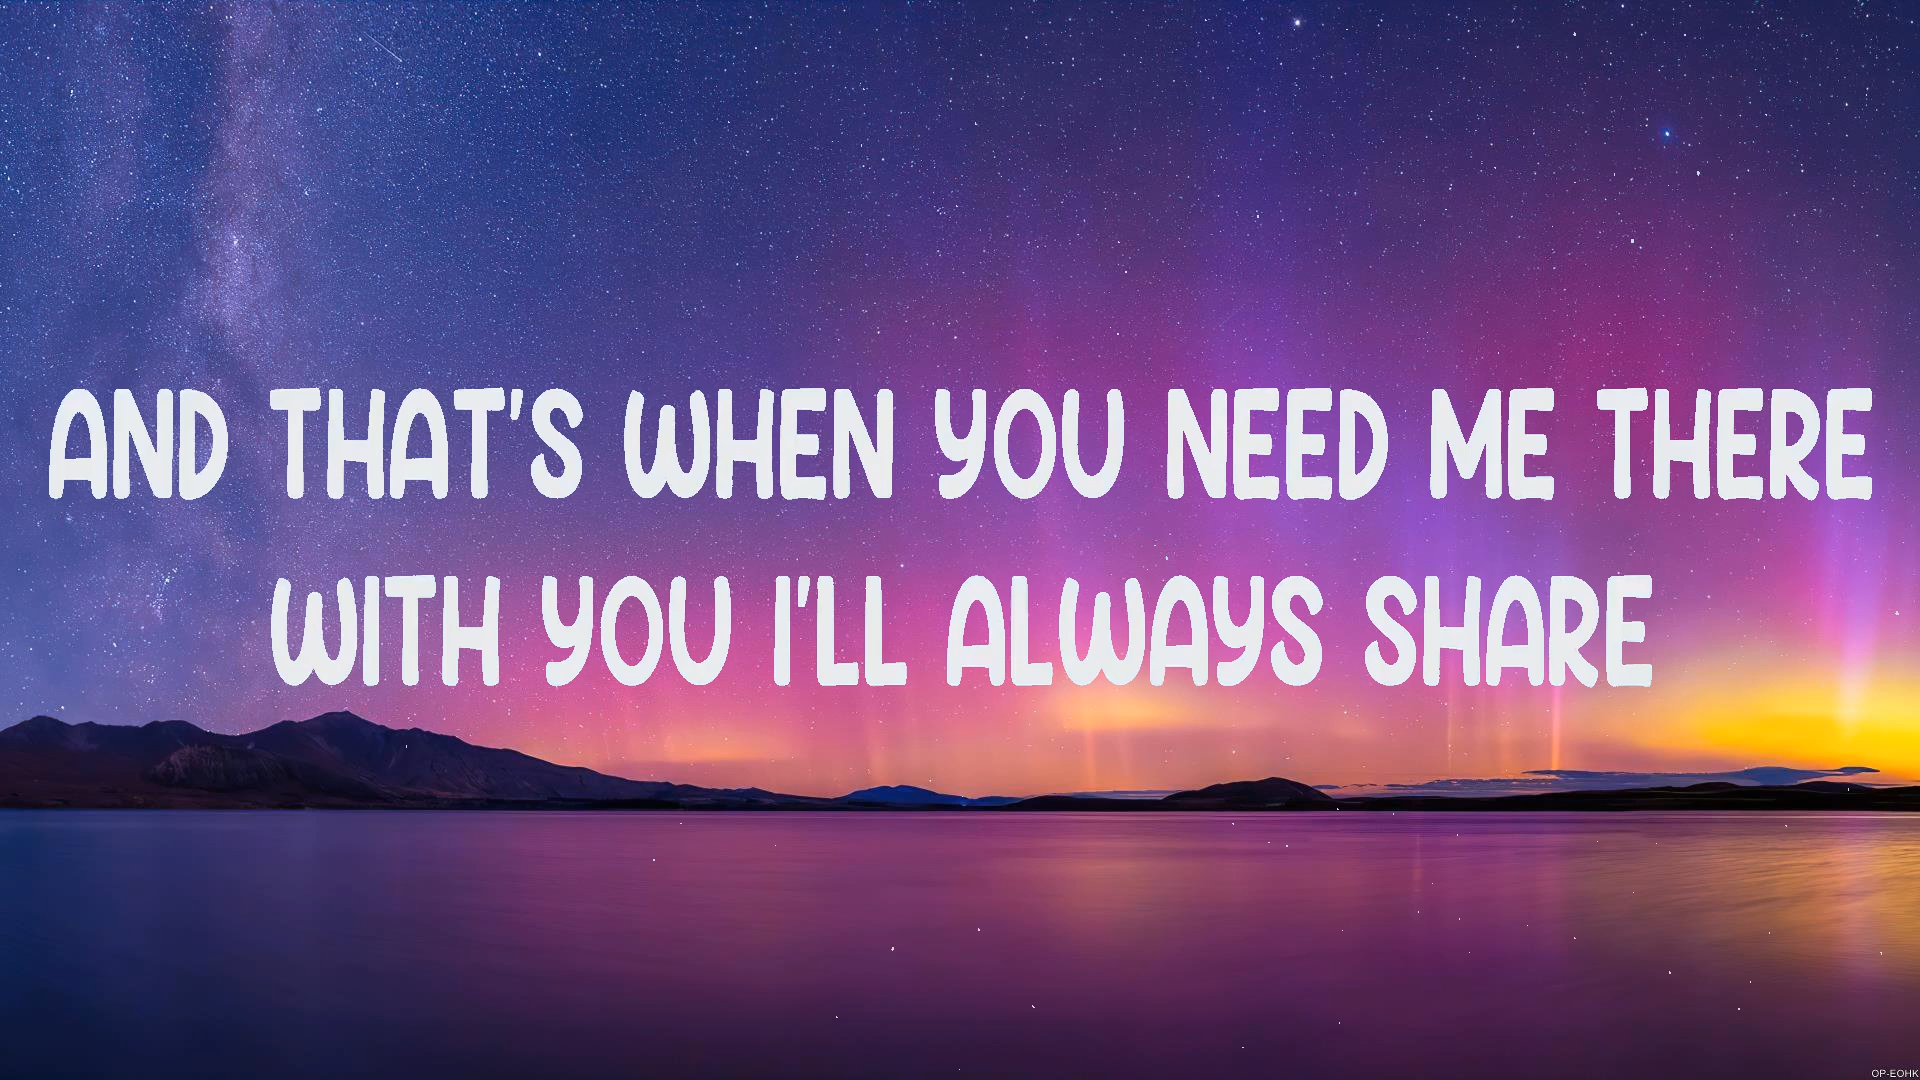 AND THAT'S WHEN YOU NEED ME THERE
WITH YOU I'LL ALWAYS SHARE
OP-EOHK